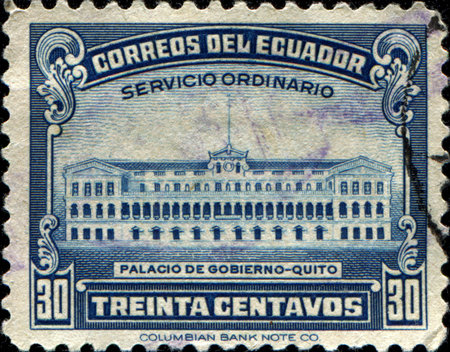 CORREOS DEL ECUADOR
SERVICIO ORDINARIO
PALACIO DE GOBIERNO-QUITO
30 TREINTA CENTAVOS 30
COLUMBIAN BANK NOTE CO.